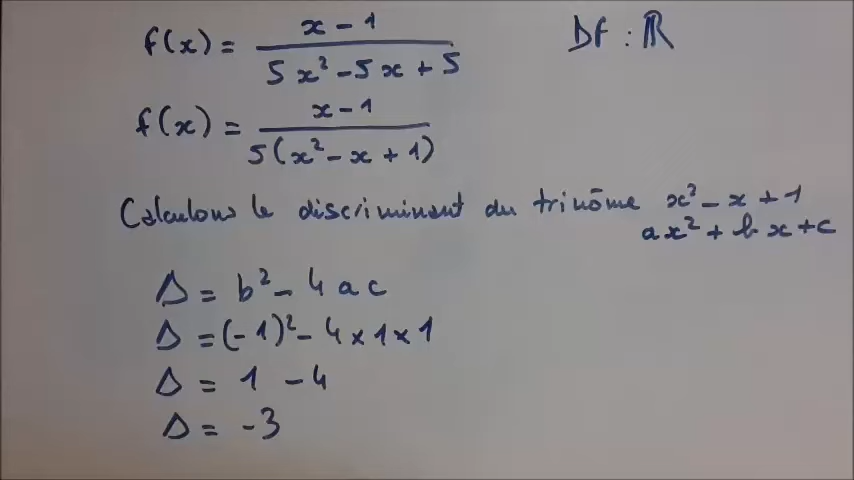 f(x) = (x - 1) / (5x² - 5x + 5)    Df : ℝ
f(x) = (x - 1) / (5(x² - x + 1))
Calculons le discriminant du trinôme x² - x + 1
ax² + bx + c
Δ = b² - 4ac
Δ = (-1)² - 4 × 1 × 1
Δ = 1 - 4
Δ = -3